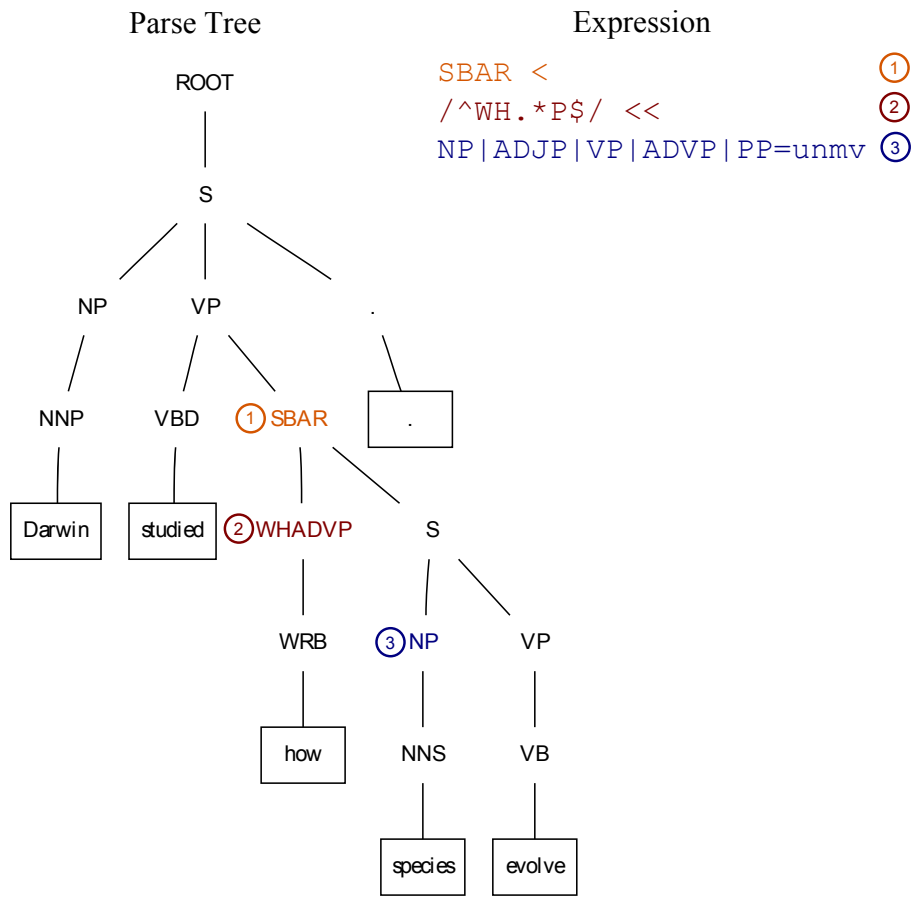 Parse Tree
Expression
SBAR < 1
/^WH.*P$/ << 2
NP|ADJP|VP|ADVP|PP=unmv 3
ROOT
S
NP VP .
NNP VBD 1 SBAR .
Darwin studied 2 WHADVP S
WRB 3 NP VP
how NNS VB
species evolve